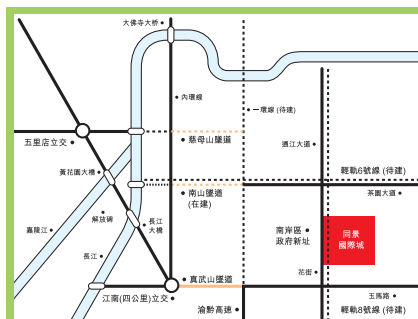 大佛寺大橋
內環線
一環線 (待建)
五里店立交
慈母山隧道
通江大道
黃花園大橋
輕軌6號線 (待建)
南山隧道
(在建)
茶園大道
解放碑
長江
大橋
嘉陵江
南岸區
政府新址
同景
國際城
長江
花街
真武山隧道
江南(四公里)立交
渝黔高速
五馬路
輕軌8號線 (待建)